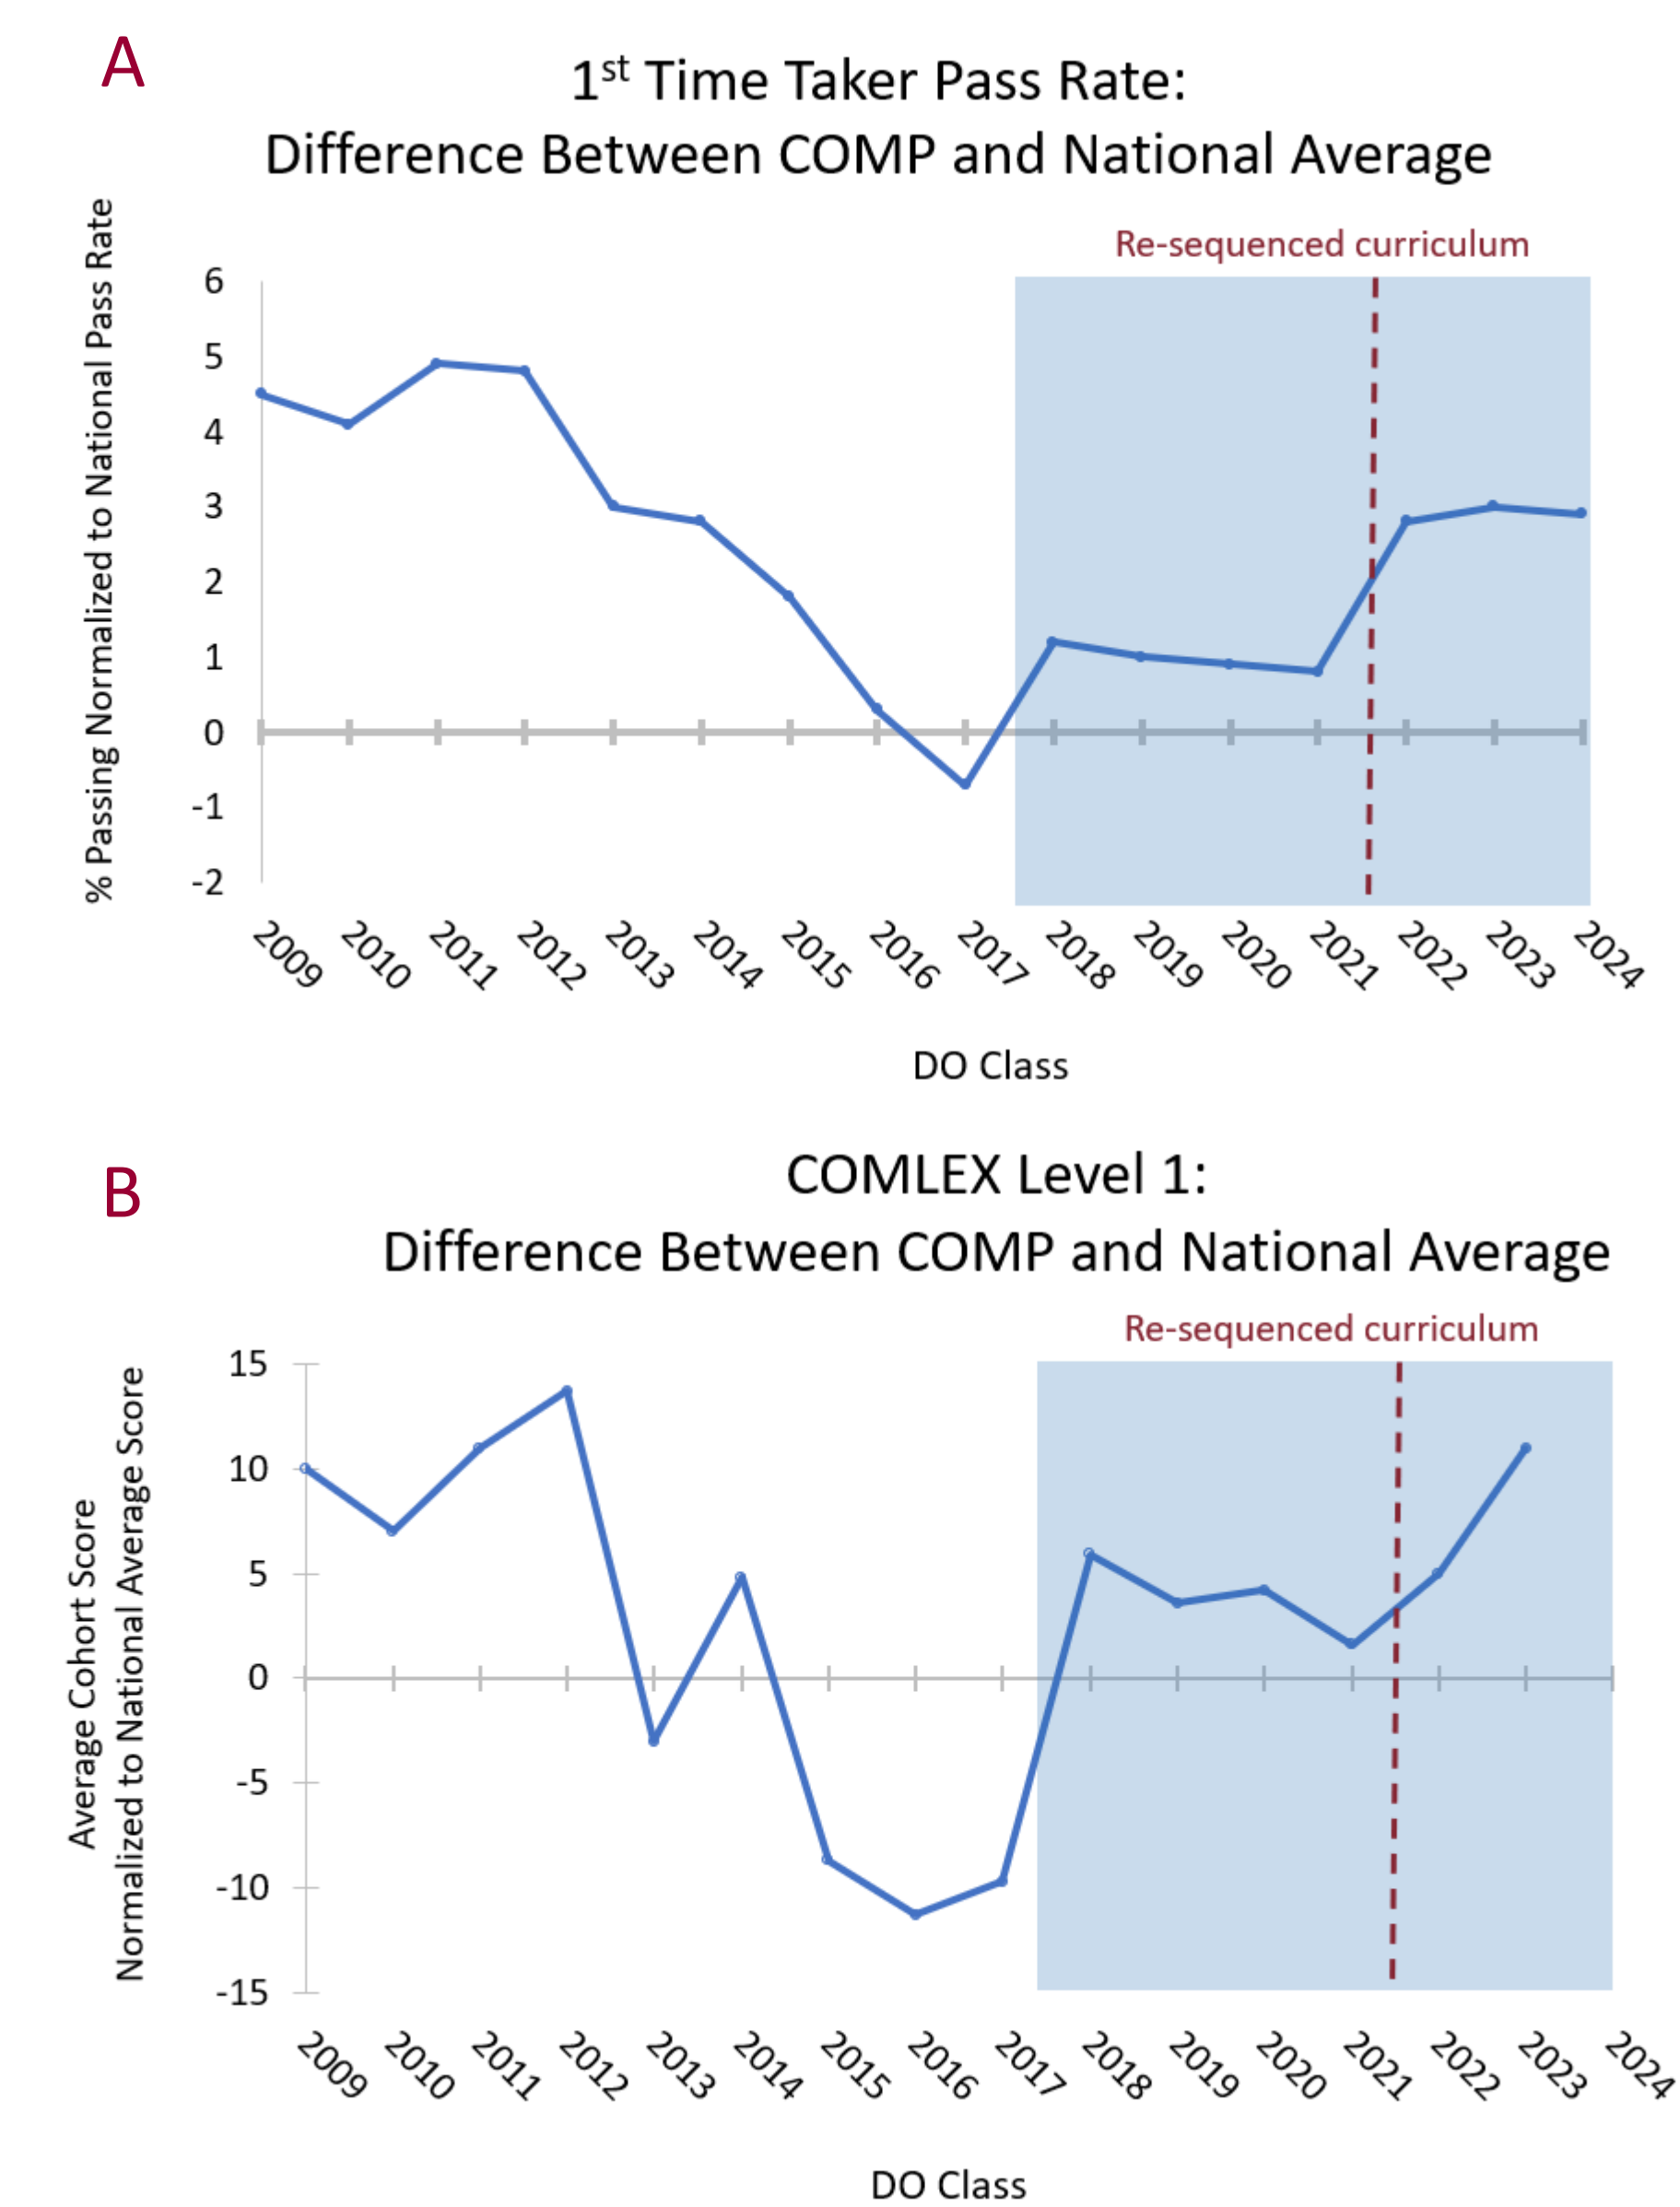 A
1st Time Taker Pass Rate:
Difference Between COMP and National Average
Re-sequenced curriculum
% Passing Normalized to National Pass Rate
6
5
4
3
2
1
0
-1
-2
2009 2010 2011 2012 2013 2014 2015 2016 2017 2018 2019 2020 2021 2022 2023 2024
DO Class
B
COMLEX Level 1:
Difference Between COMP and National Average
Re-sequenced curriculum
Average Cohort Score
Normalized to National Average Score
15
10
5
0
-5
-10
-15
2009 2010 2011 2012 2013 2014 2015 2016 2017 2018 2019 2020 2021 2022 2023 2024
DO Class